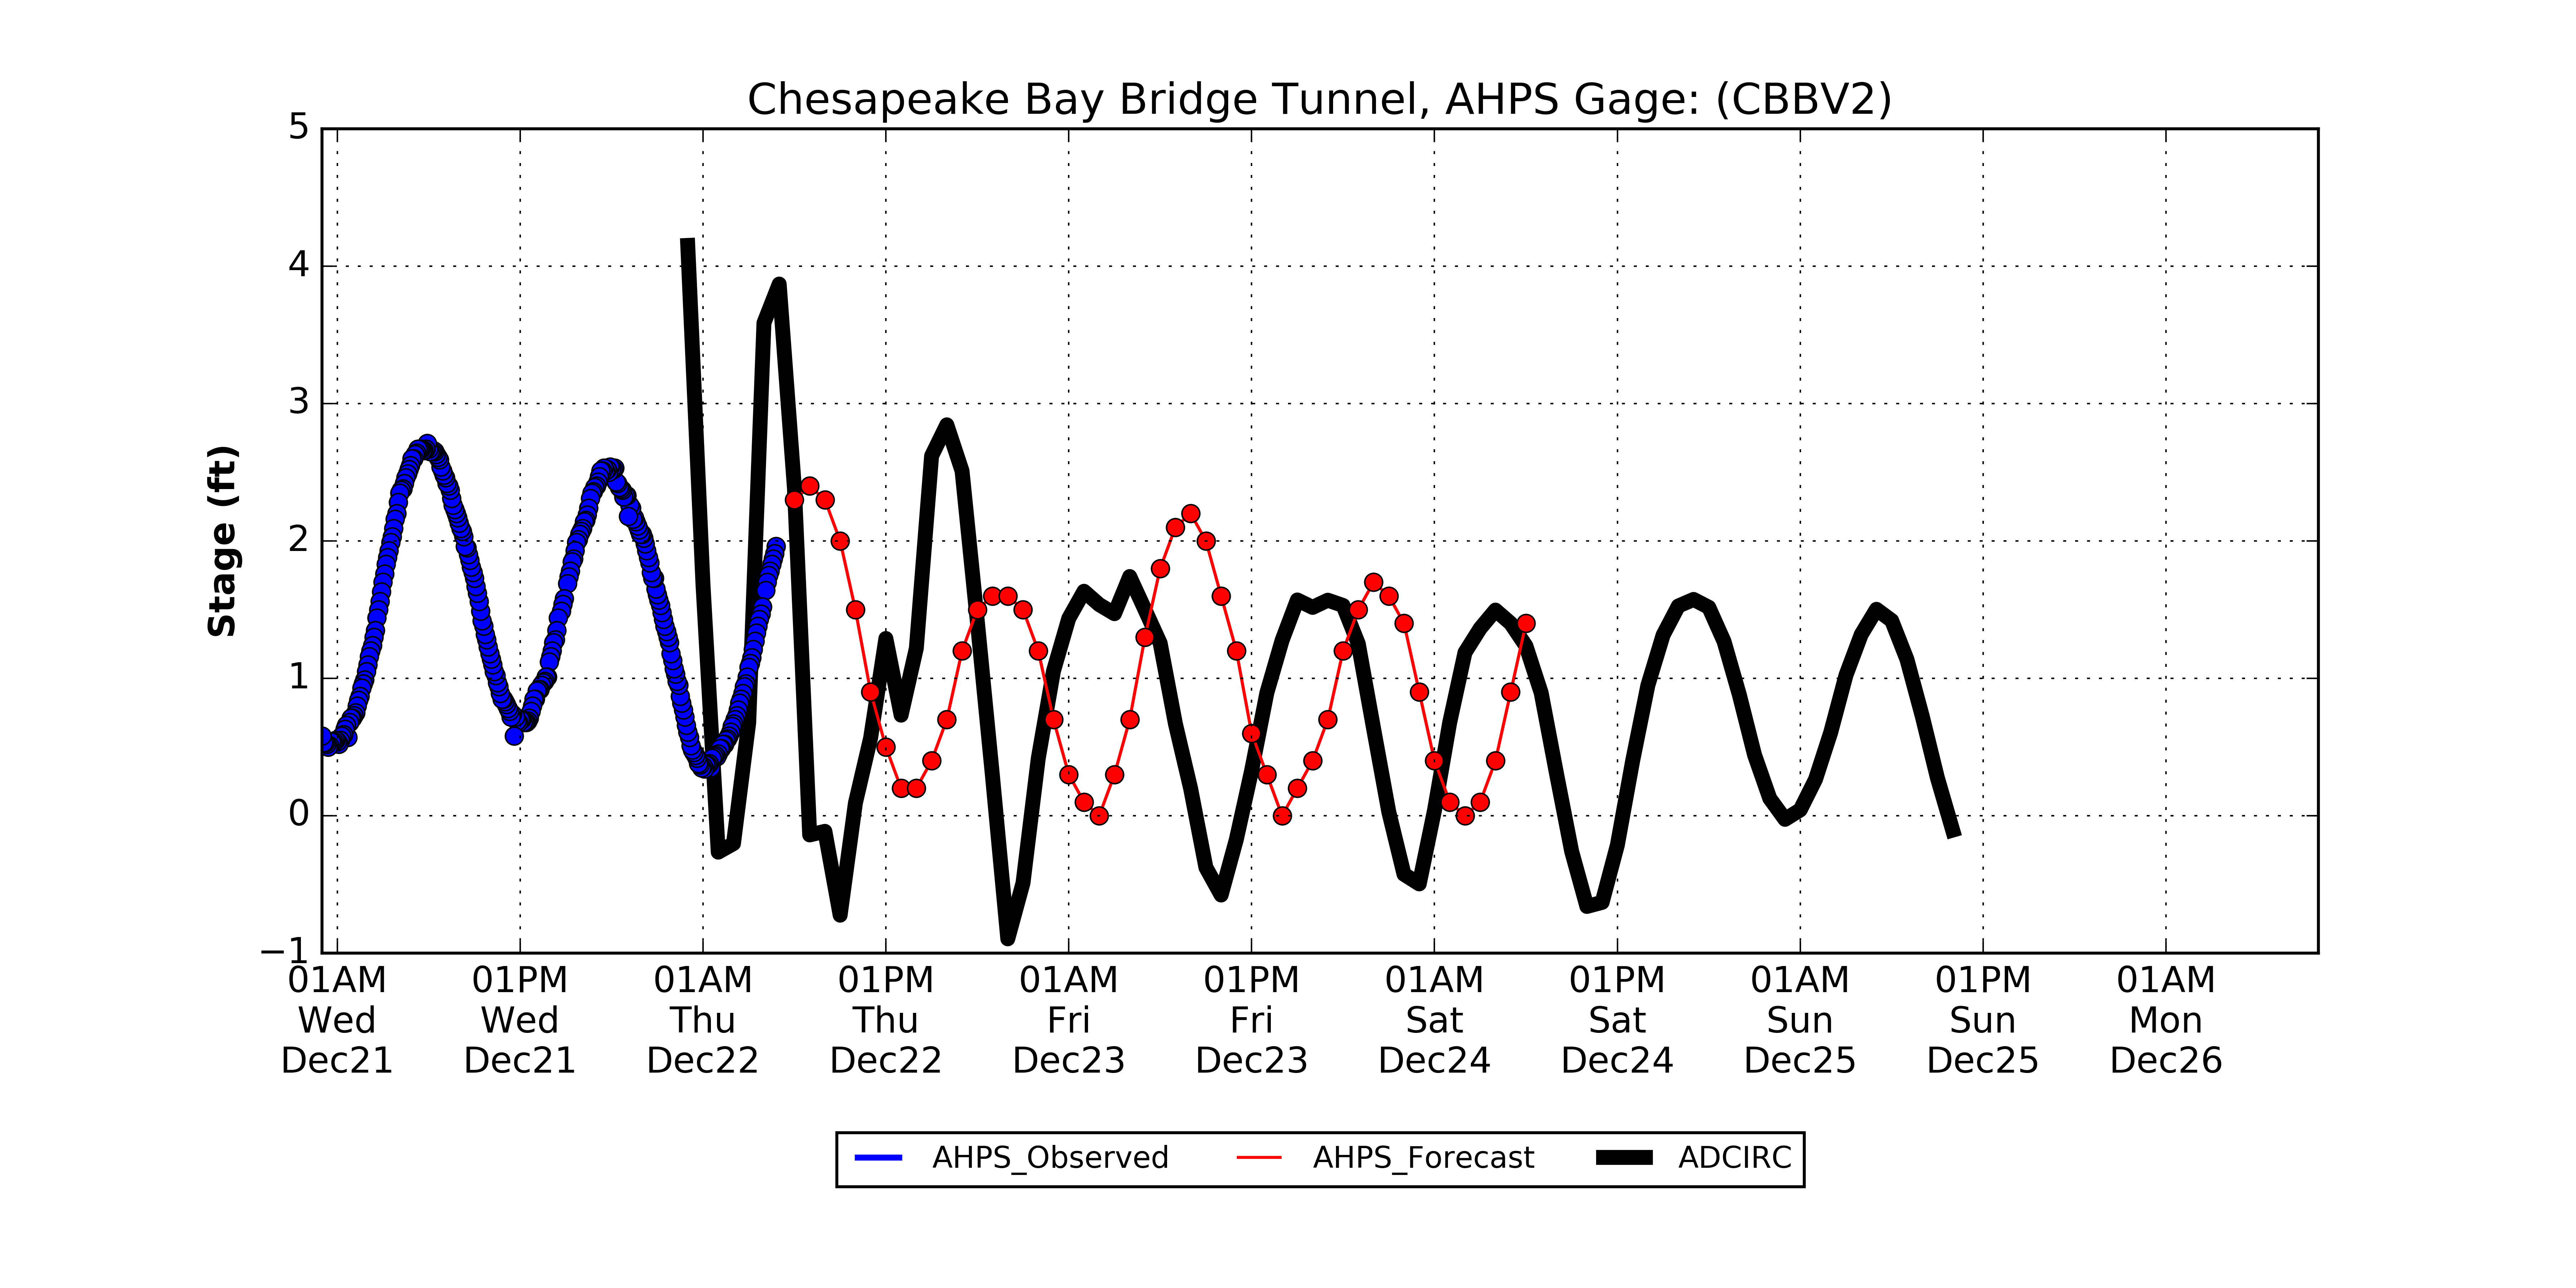 Chesapeake Bay Bridge Tunnel, AHPS Gage: (CBBV2)
5
4
3
2
1
0
−1
Stage (ft)
01AM 01PM 01AM 01PM 01AM 01PM 01AM 01PM 01AM 01PM 01AM
Wed Wed Thu Thu Fri Fri Sat Sat Sun Sun Mon
Dec21 Dec21 Dec22 Dec22 Dec23 Dec23 Dec24 Dec24 Dec25 Dec25 Dec26
AHPS_Observed AHPS_Forecast ADCIRC